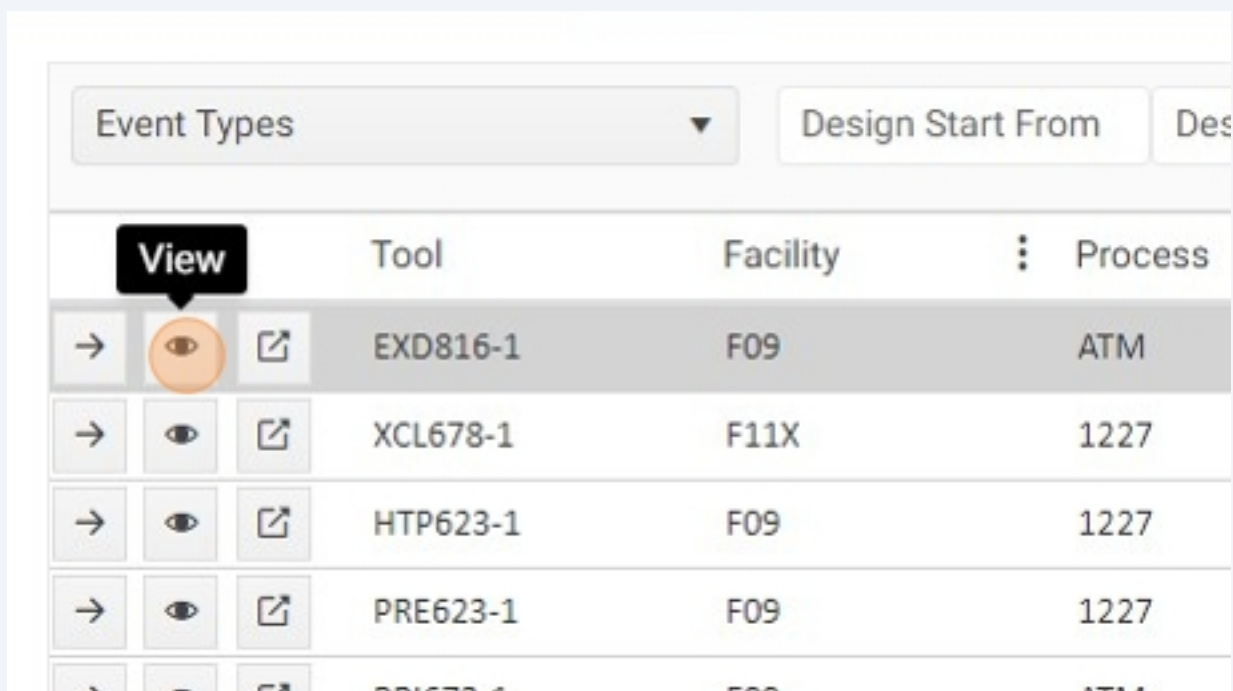 Event Types Design Start From Des
View Tool Facility Process
EXD816-1 F09 ATM
XCL678-1 F11X 1227
HTP623-1 F09 1227
PRE623-1 F09 1227